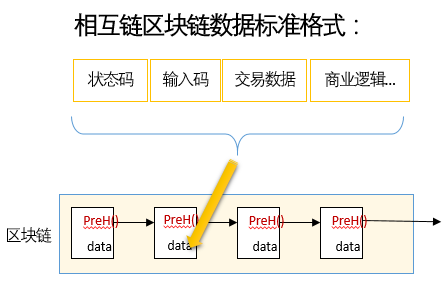 相互链区块链数据标准格式：
状态码 输入码 交易数据 商业逻辑...
PreH() PreH() PreH() PreH()
区块链
data data data data